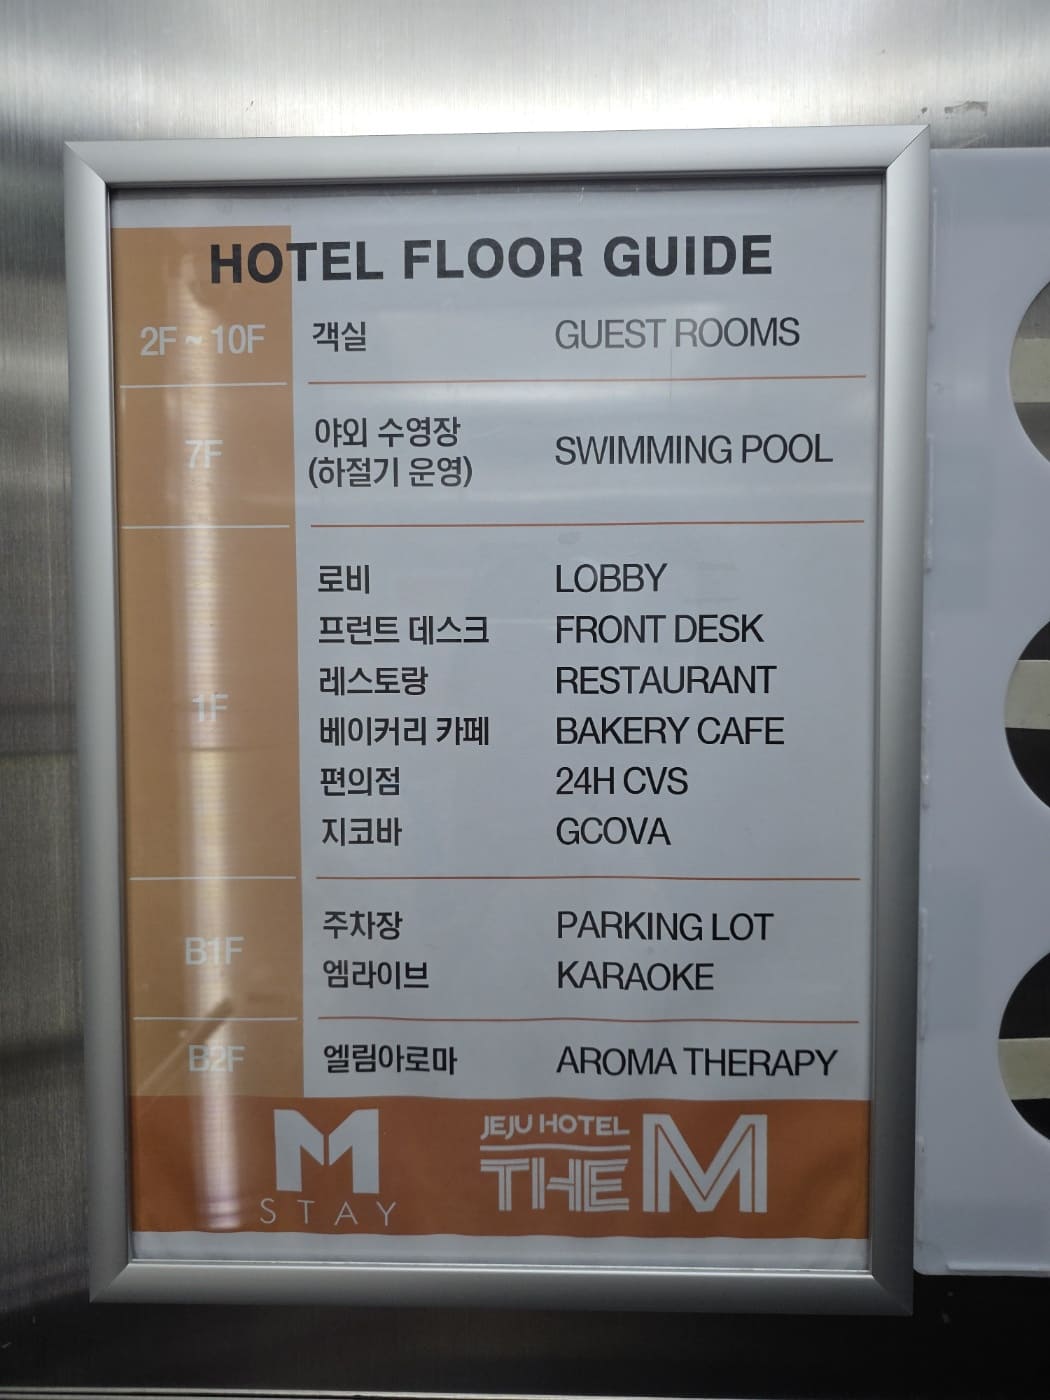 HOTEL FLOOR GUIDE
2F ~ 10F 객실 GUEST ROOMS
7F 야외 수영장 (하절기 운영) SWIMMING POOL
1F
로비 LOBBY
프런트 데스크 FRONT DESK
레스토랑 RESTAURANT
베이커리 카페 BAKERY CAFE
편의점 24H CVS
지코바 GCOVA
B1F
주차장 PARKING LOT
엠라이브 KARAOKE
B2F 엘림아로마 AROMA THERAPY
M STAY
JEJU HOTEL
THE M